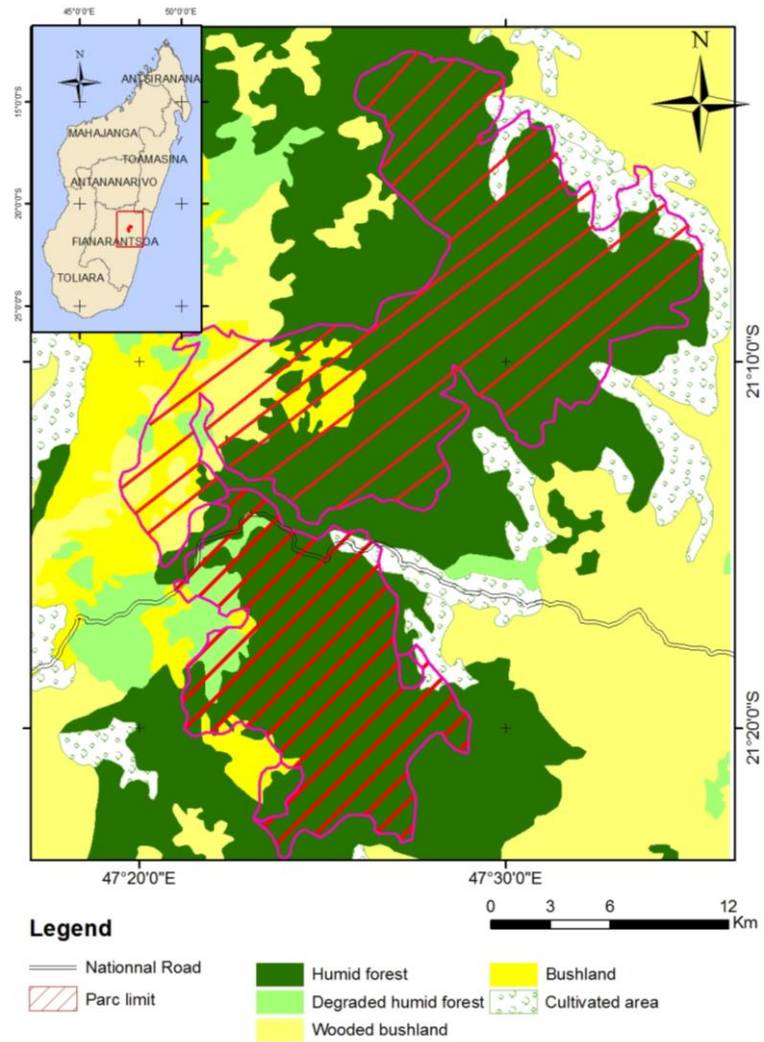 45°0'0"E 50°0'0"E
N
ANTSIRANANA
15°0'0"S
MAHAJANGA
TOAMASINA
ANTANANARIVO
20°0'0"S
FIANARANTSOA
TOLIARA
25°0'0"S
N
21°10'0"S
21°20'0"S
47°20'0"E 47°30'0"E
0 3 6 12
Km
Legend
Nationnal Road
Parc limit
Humid forest
Degraded humid forest
Wooded bushland
Bushland
Cultivated area